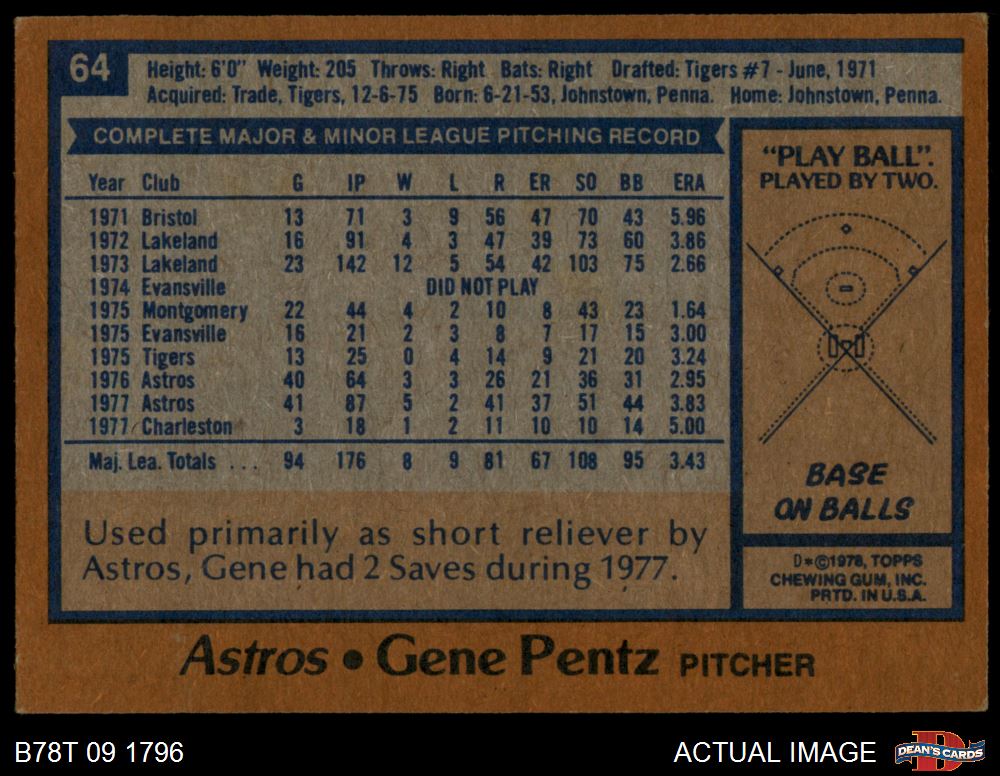 64
Height: 6'0" Weight: 205 Throws: Right Bats: Right Drafted: Tigers #7 - June, 1971
Acquired: Trade, Tigers, 12-6-75 Born: 6-21-53, Johnstown, Penna. Home: Johnstown, Penna.
COMPLETE MAJOR & MINOR LEAGUE PITCHING RECORD
Year Club G IP W L R ER SO BB ERA
1971 Bristol 13 71 3 9 56 47 70 43 5.96
1972 Lakeland 16 91 4 3 47 39 73 60 3.86
1973 Lakeland 23 142 12 5 54 42 103 75 2.66
1974 Evansville DID NOT PLAY
1975 Montgomery 22 44 4 2 10 8 43 23 1.64
1975 Evansville 16 21 2 3 8 7 17 15 3.00
1975 Tigers 13 25 0 4 14 9 21 20 3.24
1976 Astros 40 64 3 3 26 21 36 31 2.95
1977 Astros 41 87 5 2 41 37 51 44 3.83
1977 Charleston 3 18 1 2 11 10 10 14 5.00
Maj. Lea. Totals ... 94 176 8 9 81 67 108 95 3.43
Used primarily as short reliever by
Astros, Gene had 2 Saves during 1977.
"PLAY BALL".
PLAYED BY TWO.
BASE
ON BALLS
D*©1978, TOPPS
CHEWING GUM, INC.
PRTD. IN U.S.A.
Astros • Gene Pentz PITCHER
B78T 09 1796
ACTUAL IMAGE
DEAN'S CARDS